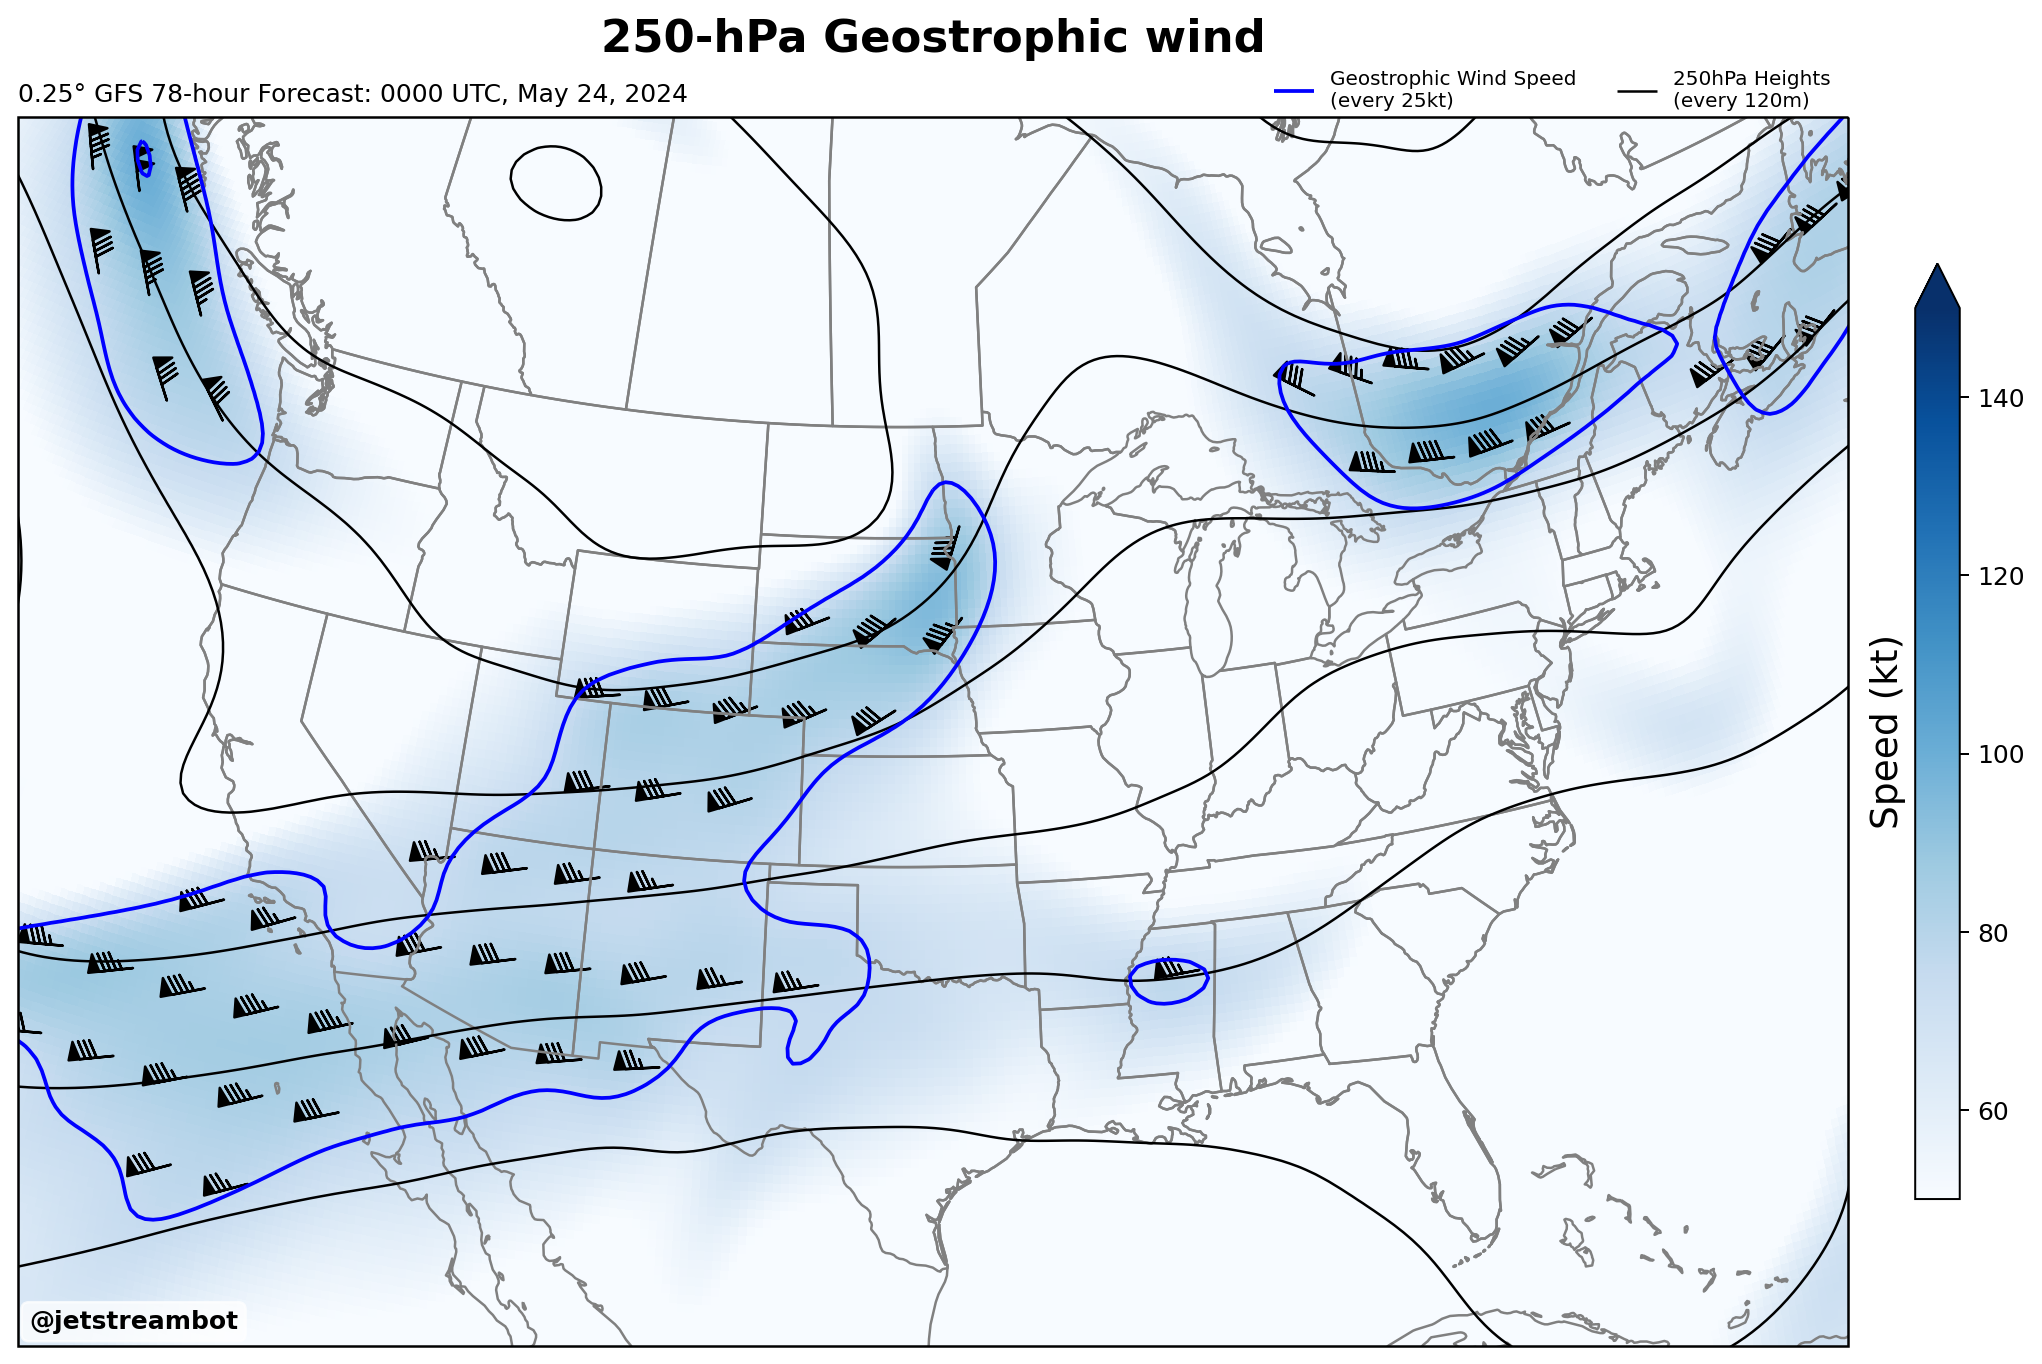 250-hPa Geostrophic wind
0.25° GFS 78-hour Forecast: 0000 UTC, May 24, 2024
Geostrophic Wind Speed
(every 25kt)
250hPa Heights
(every 120m)
140
120
100
80
60
Speed (kt)
@jetstreambot